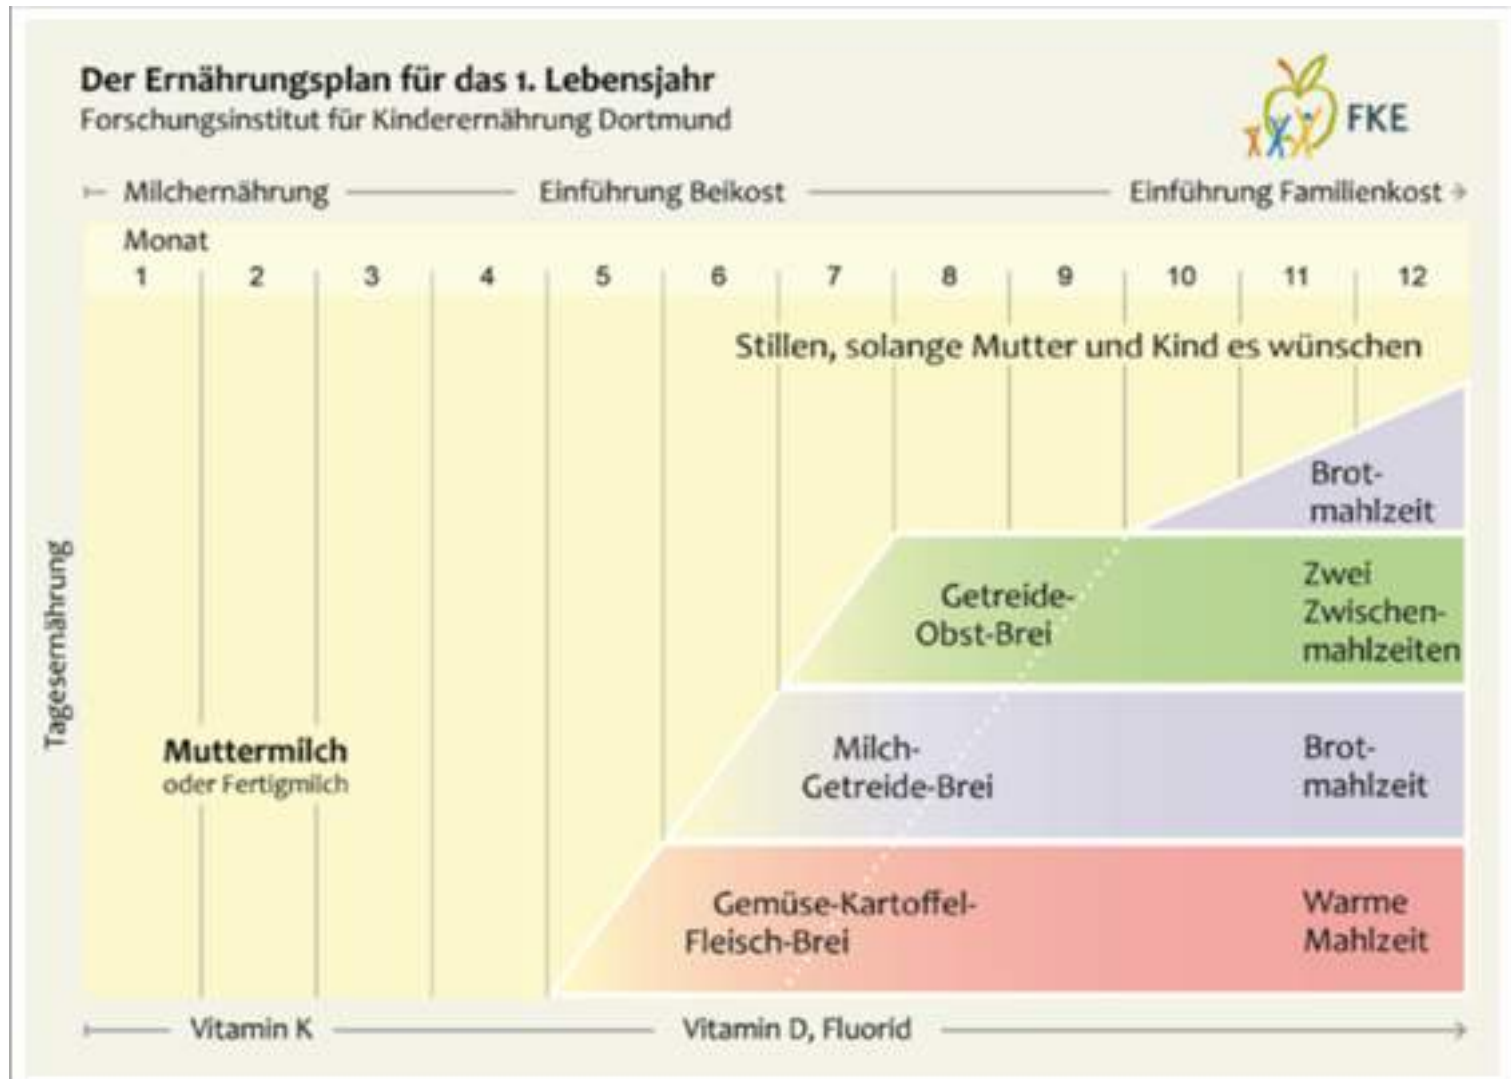 Der Ernährungsplan für das 1. Lebensjahr
Forschungsinstitut für Kinderernährung Dortmund
FKE
Milchernährung Einführung Beikost Einführung Familienkost
Monat
1 2 3 4 5 6 7 8 9 10 11 12
Stillen, solange Mutter und Kind es wünschen
Brot-
mahlzeit
Getreide-
Obst-Brei
Zwei
Zwischen-
mahlzeiten
Tagesernährung
Muttermilch
oder Fertigmilch
Milch-
Getreide-Brei
Brot-
mahlzeit
Gemüse-Kartoffel-
Fleisch-Brei
Warme
Mahlzeit
Vitamin K Vitamin D, Fluorid